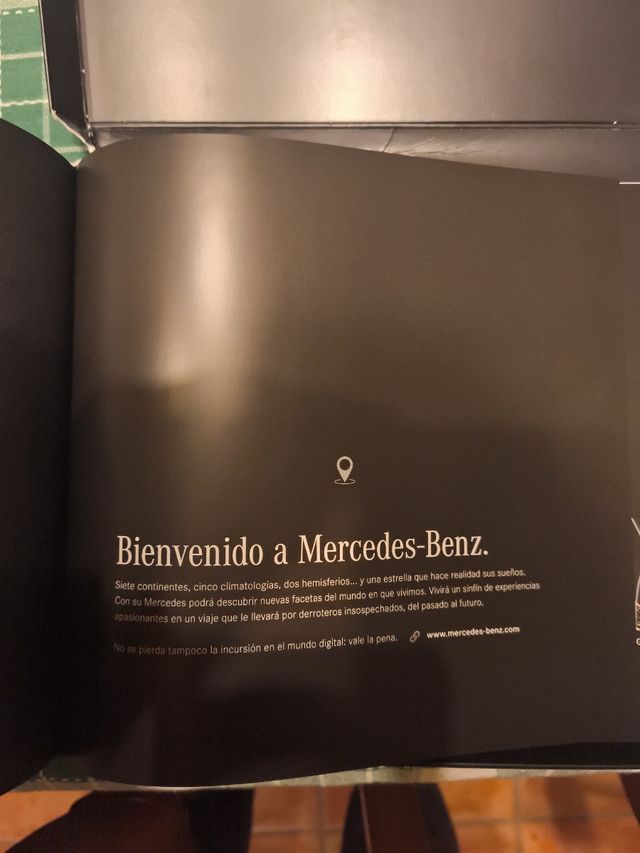 Bienvenido a Mercedes-Benz.
Siete continentes, cinco climatologías, dos hemisferios... y una estrella que hace realidad sus sueños.
Con su Mercedes podrá descubrir nuevas facetas del mundo en que vivimos. Vivirá un sinfín de experiencias
apasionantes en un viaje que le llevará por derroteros insospechados, del pasado al futuro.
No se pierda tampoco la incursión en el mundo digital: vale la pena. www.mercedes-benz.com